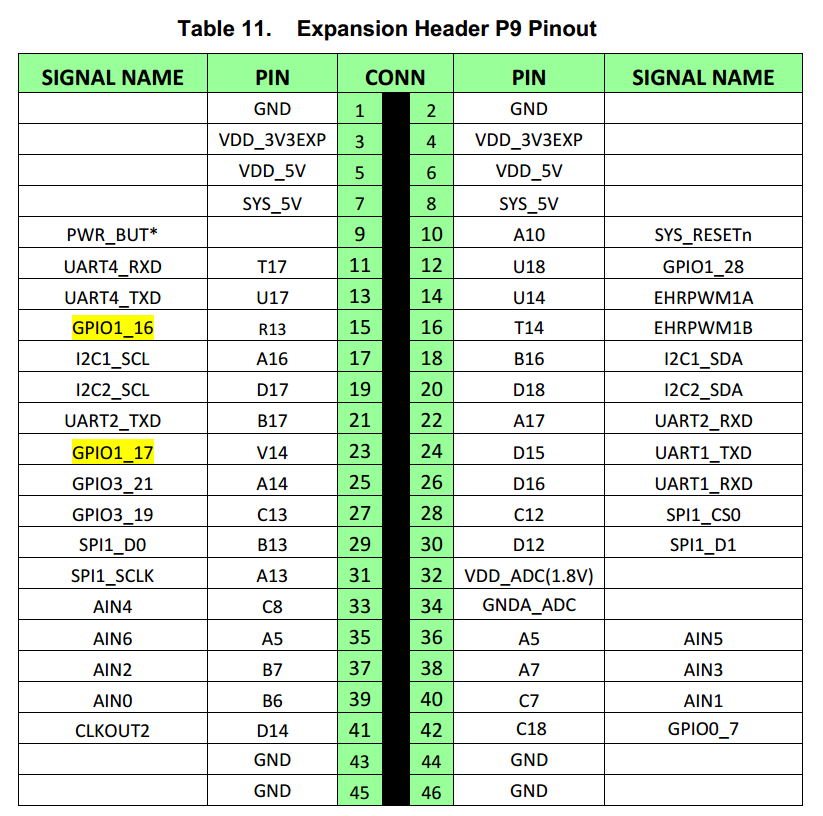 Table 11. Expansion Header P9 Pinout
SIGNAL NAME PIN CONN PIN SIGNAL NAME
GND 1 2 GND
VDD_3V3EXP 3 4 VDD_3V3EXP
VDD_5V 5 6 VDD_5V
SYS_5V 7 8 SYS_5V
PWR_BUT* 9 10 A10 SYS_RESETn
UART4_RXD T17 11 12 U18 GPIO1_28
UART4_TXD U17 13 14 U14 EHRPWM1A
GPIO1_16 R13 15 16 T14 EHRPWM1B
I2C1_SCL A16 17 18 B16 I2C1_SDA
I2C2_SCL D17 19 20 D18 I2C2_SDA
UART2_TXD B17 21 22 A17 UART2_RXD
GPIO1_17 V14 23 24 D15 UART1_TXD
GPIO3_21 A14 25 26 D16 UART1_RXD
GPIO3_19 C13 27 28 C12 SPI1_CS0
SPI1_D0 B13 29 30 D12 SPI1_D1
SPI1_SCLK A13 31 32 VDD_ADC(1.8V)
AIN4 C8 33 34 GNDA_ADC
AIN6 A5 35 36 A5 AIN5
AIN2 B7 37 38 A7 AIN3
AIN0 B6 39 40 C7 AIN1
CLKOUT2 D14 41 42 C18 GPIO0_7
GND 43 44 GND
GND 45 46 GND